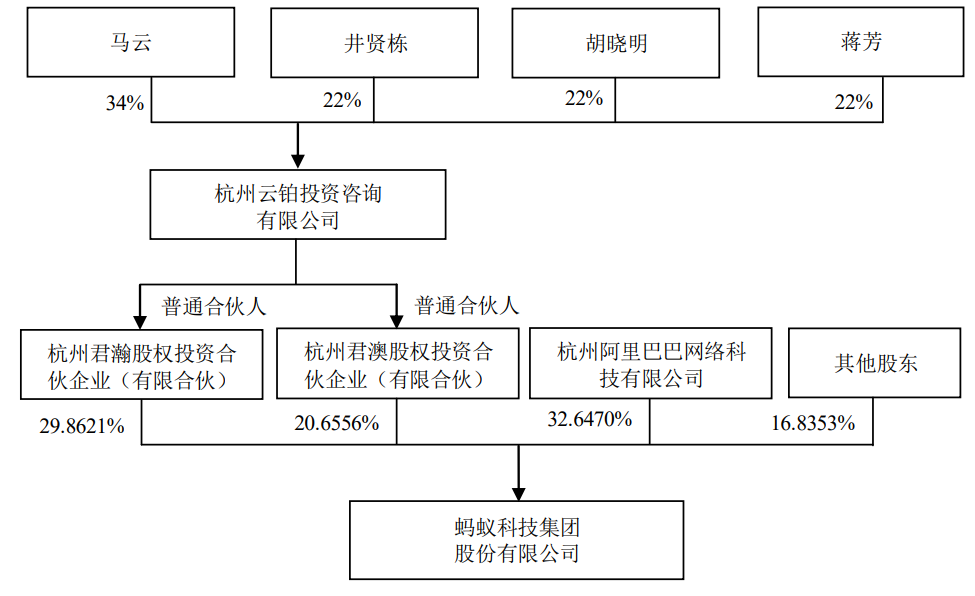 马云
井贤栋
胡晓明
蒋芳
34%
22%
22%
22%
杭州云铂投资咨询
有限公司
普通合伙人
普通合伙人
杭州君瀚股权投资合
伙企业（有限合伙）
杭州君澳股权投资合
伙企业（有限合伙）
杭州阿里巴巴网络科
技有限公司
其他股东
29.8621%
20.6556%
32.6470%
16.8353%
蚂蚁科技集团
股份有限公司